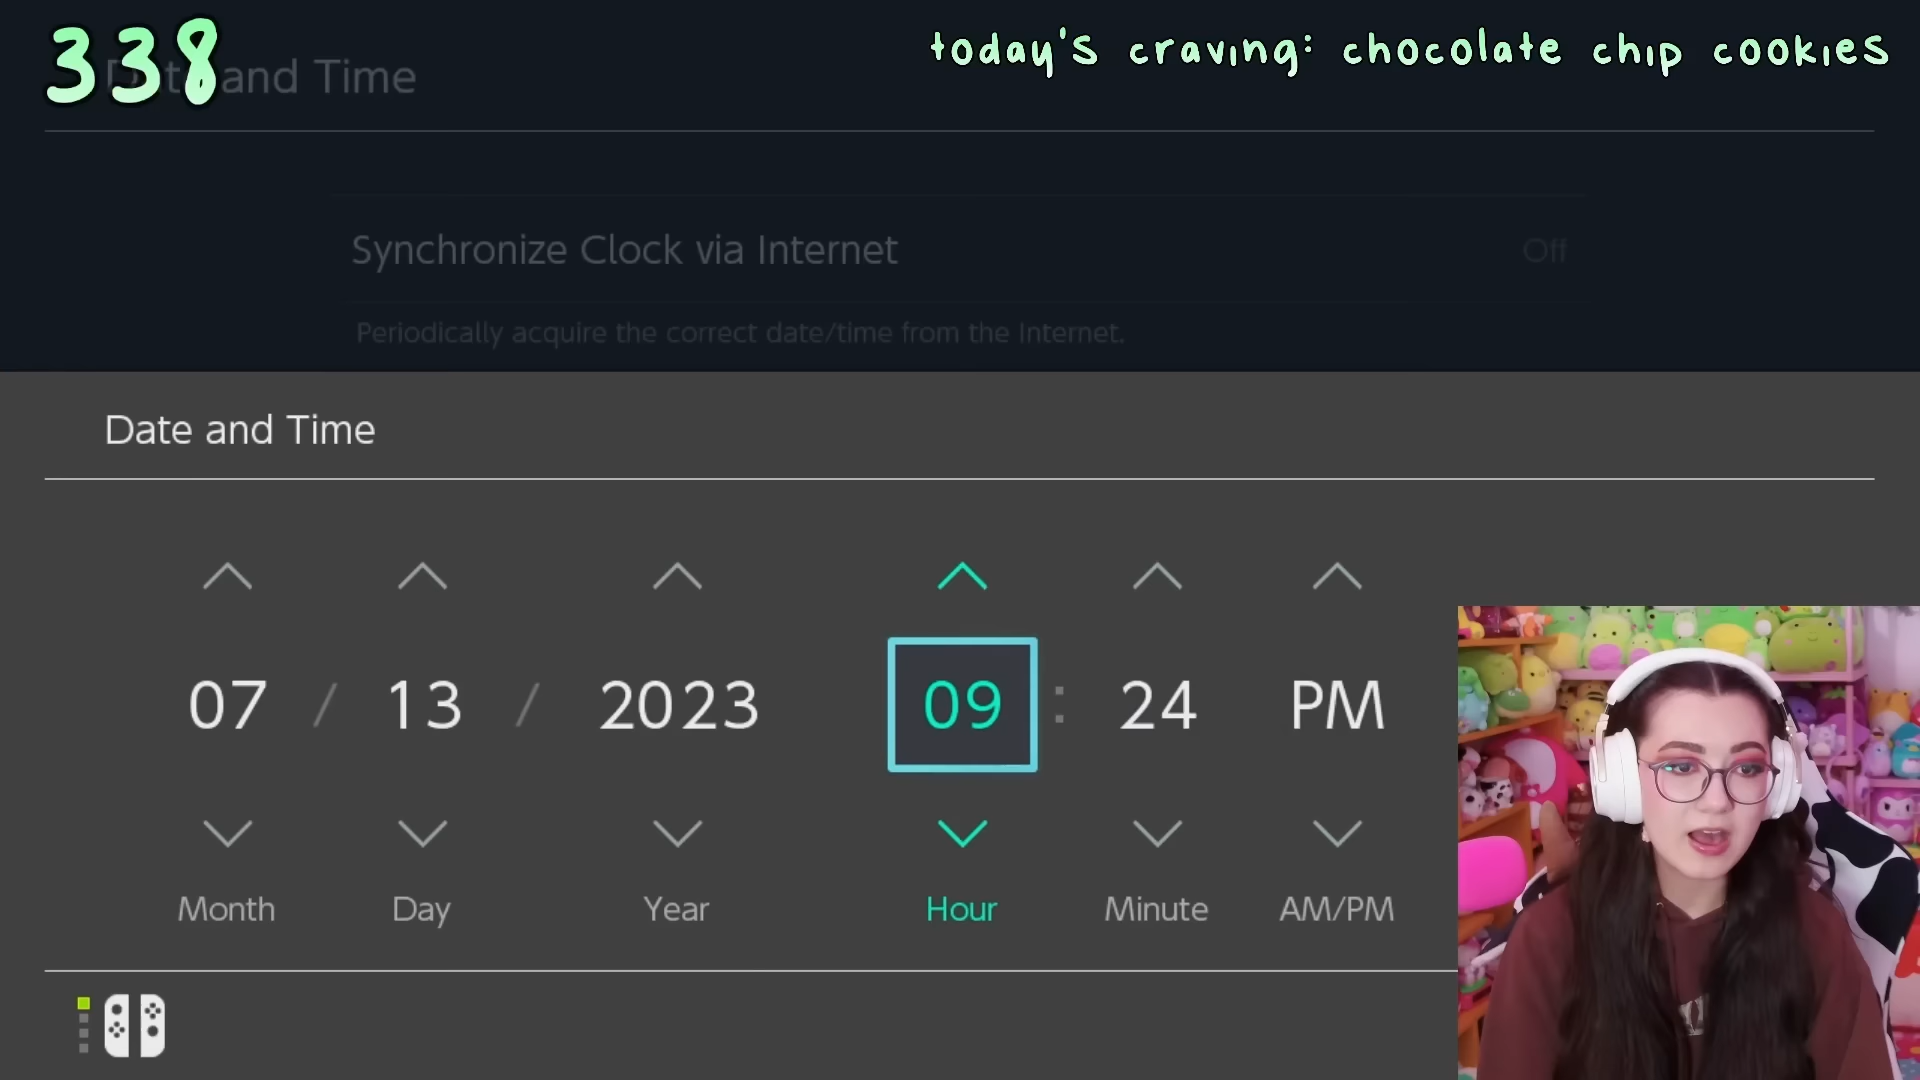 338
today's craving: chocolate chip cookies
Date and Time
Synchronize Clock via Internet Off
Periodically acquire the correct date/time from the Internet.
Date and Time
07 / 13 / 2023 09 : 24 PM
Month Day Year Hour Minute AM/PM